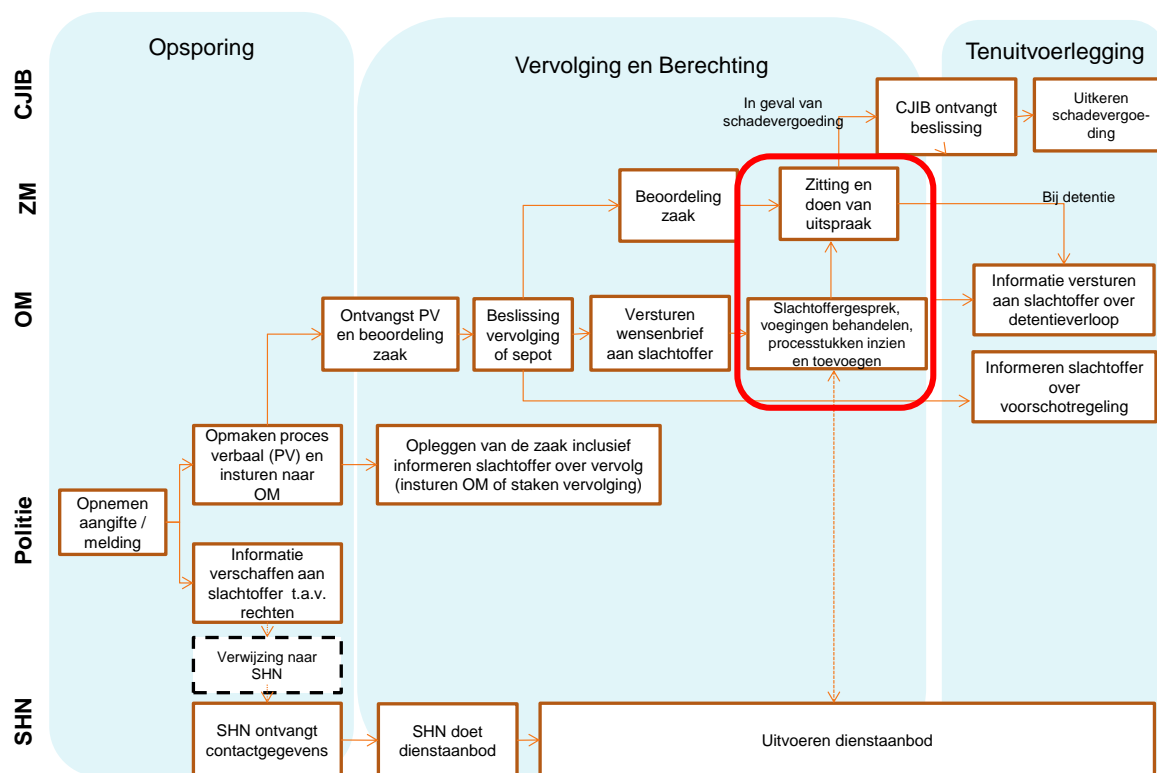 Opsporing
Vervolging en Berechting
Tenuitvoerlegging
CJIB
In geval van
schadevergoeding
CJIB ontvangt
beslissing
Uitkeren
schadevergoe-
ding
ZM
Beoordeling
zaak
Zitting en
doen van
uitspraak
Bij detentie
OM
Ontvangst PV
en beoordeling
zaak
Beslissing
vervolging
of sepot
Versturen
wensenbrief
aan slachtoffer
Slachtoffergesprek,
voegingen behandelen,
processtukken inzien
en toevoegen
Informatie versturen
aan slachtoffer over
detentieverloop
Informeren slachtoffer
over
voorschotregeling
Politie
Opnemen
aangifte /
melding
Opmaken proces
verbaal (PV) en
insturen naar
OM
Opleggen van de zaak inclusief
informeren slachtoffer over vervolg
(insturen OM of staken vervolging)
Informatie
verschaffen aan
slachtoffer t.a.v.
rechten
Verwijzing naar
SHN
SHN
SHN ontvangt
contactgegevens
SHN doet
dienstaanbod
Uitvoeren dienstaanbod